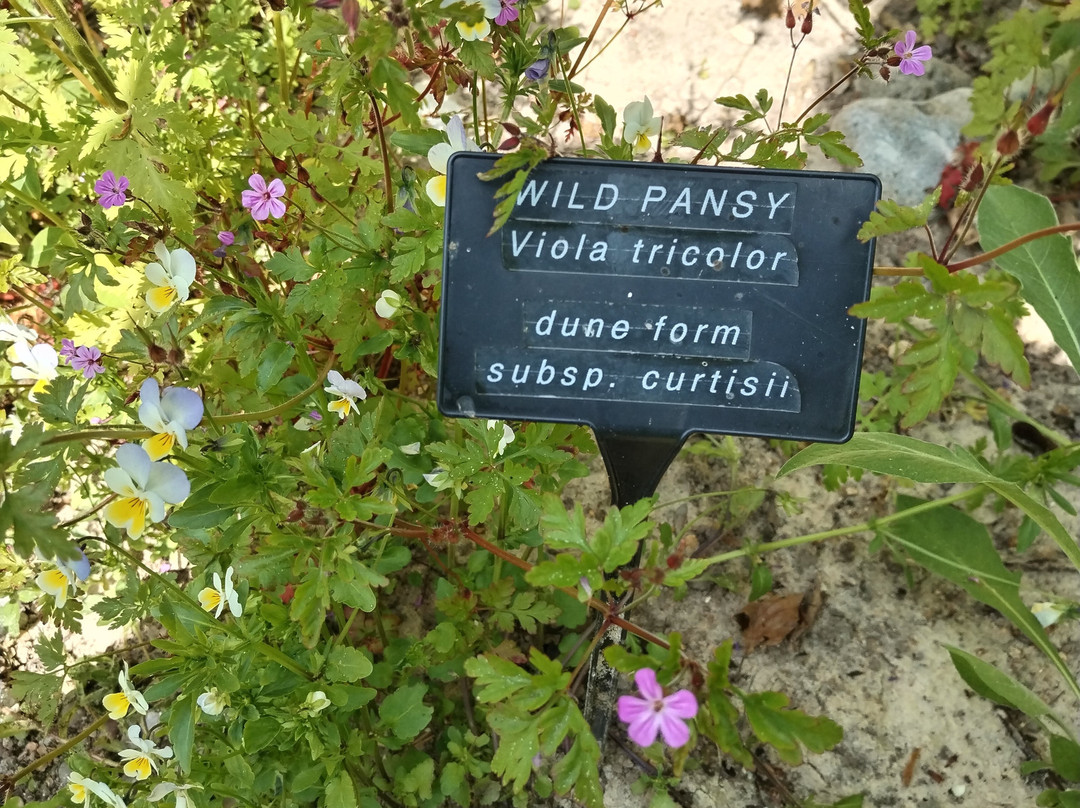 WILD PANSY
Viola tricolor
dune form
subsp. curtisii